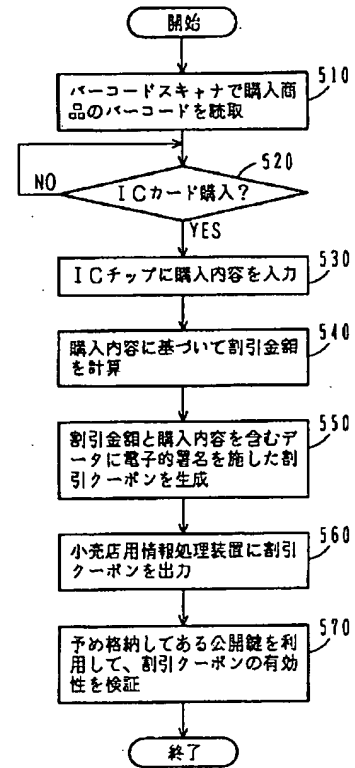 開始
バーコードスキャナで購入商
品のバーコードを読取
510
ＩＣカード購入？
520
NO
YES
ＩＣチップに購入内容を入力
530
購入内容に基づいて割引金額
を計算
540
割引金額と購入内容を含むデ
ータに電子的署名を施した割
引クーポンを生成
550
小売店用情報処理装置に割引
クーポンを出力
560
予め格納してある公開鍵を利
用して、割引クーポンの有効
性を検証
570
終了